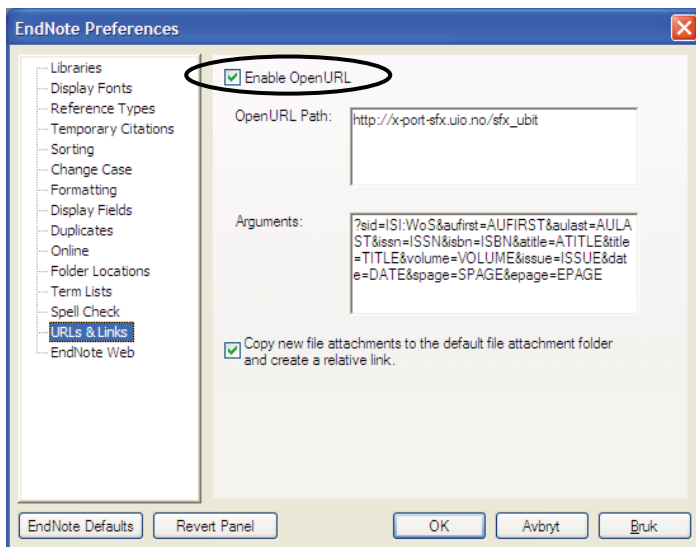 EndNote Preferences
Libraries
Display Fonts
Reference Types
Temporary Citations
Sorting
Change Case
Formatting
Display Fields
Duplicates
Online
Folder Locations
Term Lists
Spell Check
URLs & Links
EndNote Web
Enable OpenURL
OpenURL Path:
http://x-port-sfx.uio.no/sfx_ubit
Arguments:
?sid=ISI:WoS&aufirst=AUFIRST&aulast=AULA
ST&issn=ISSN&isbn=ISBN&atitle=ATITLE&title
=TITLE&volume=VOLUME&issue=ISSUE&dat
e=DATE&spage=SPAGE&epage=EPAGE
Copy new file attachments to the default file attachment folder
and create a relative link.
EndNote Defaults
Revert Panel
OK
Avbryt
Bruk